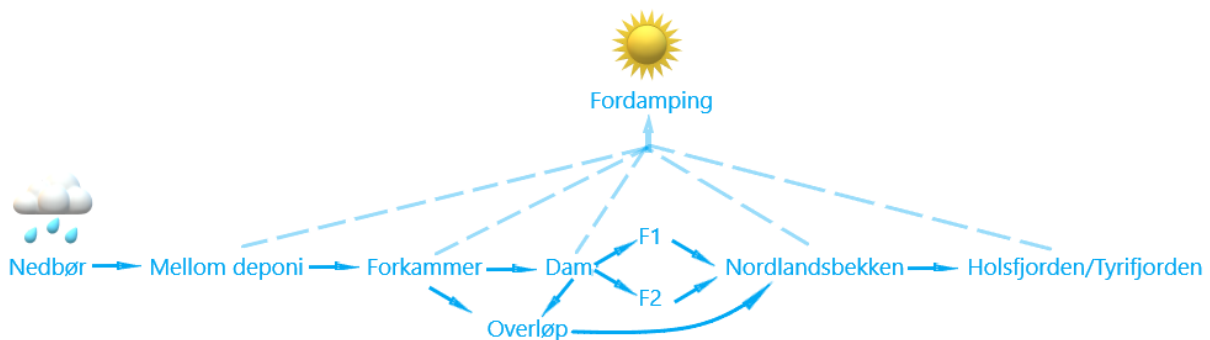 Fordamping
Nedbør
Mellom deponi
Forkammer
Dam
F1
F2
Nordlandsbekken
Holsfjorden/Tyrifjorden
Overløp